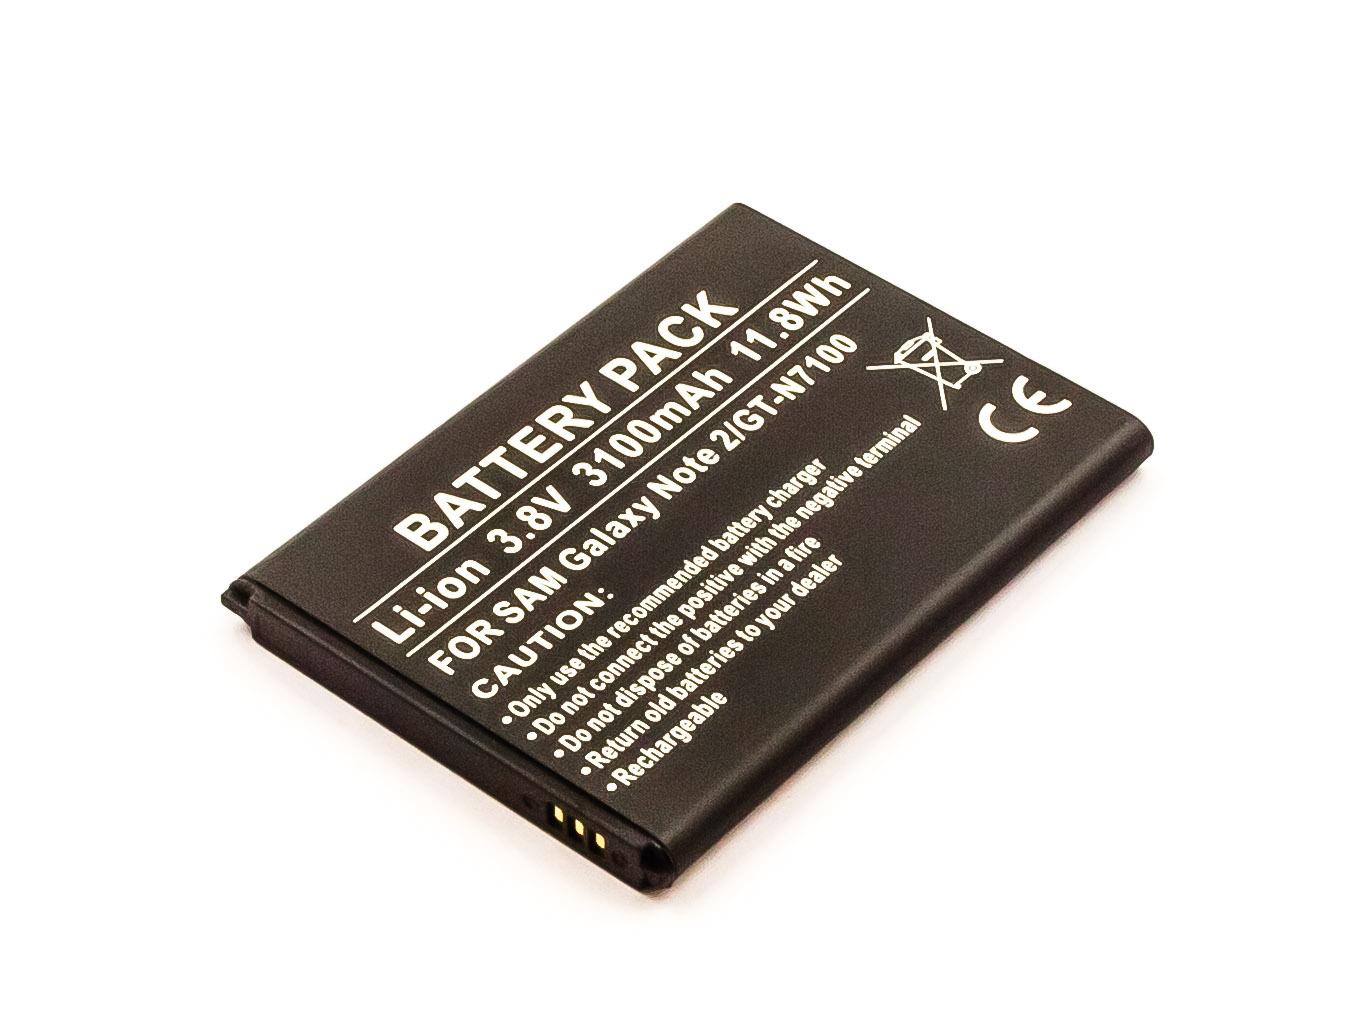 BATTERY PACK
Li-ion 3.8V 3100mAh 11.8Wh
FOR SAM Galaxy Note 2/GT-N7100
CAUTION:
•Only use the recommended battery charger
•Do not connect the positive with the negative terminal
•Do not dispose of batteries in a fire
•Return old batteries to your dealer
•Rechargeable
CE